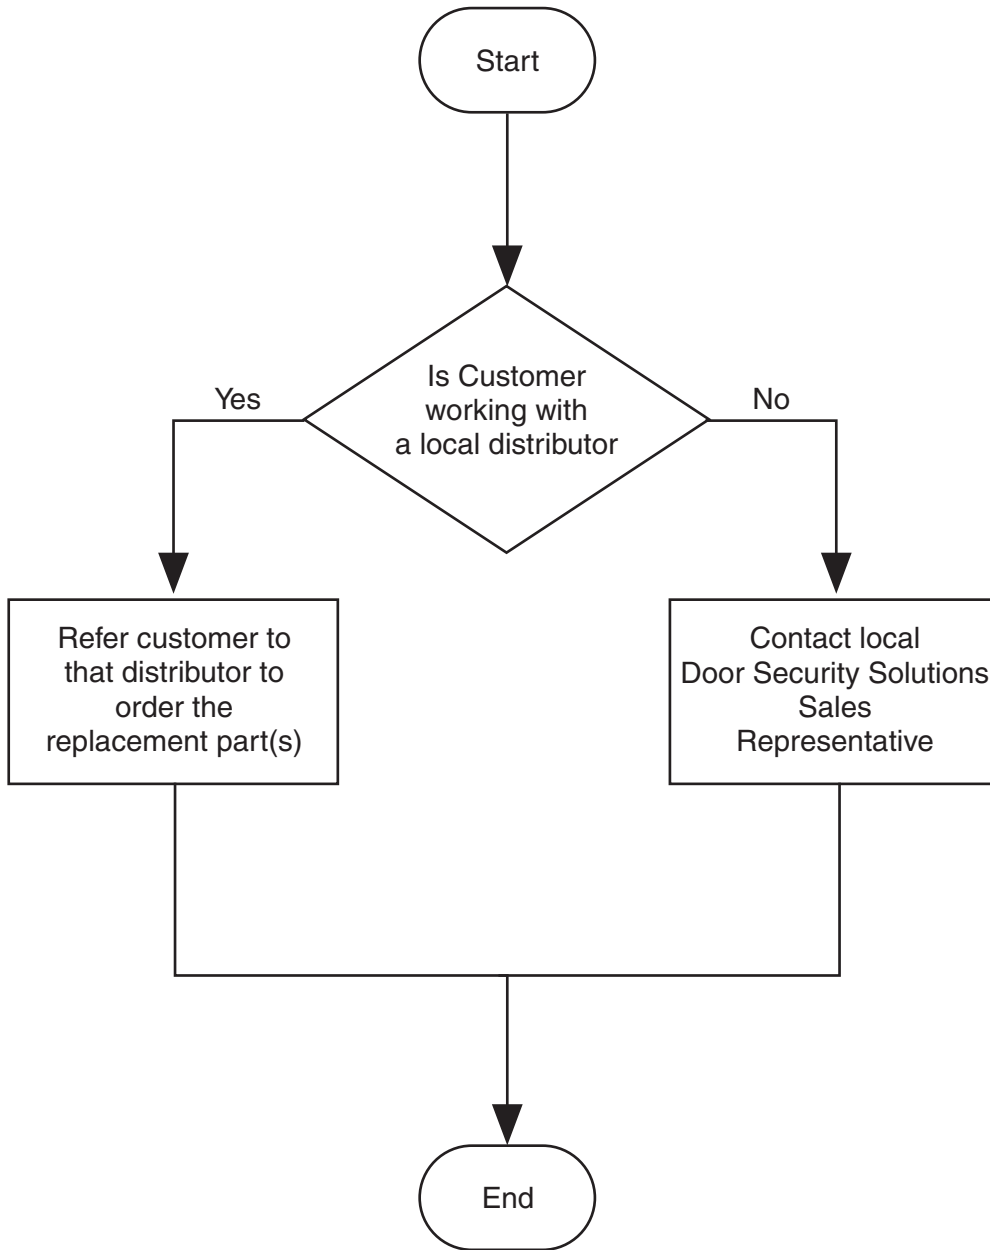 Start
Is Customer
working with
a local distributor
Yes
No
Refer customer to
that distributor to
order the
replacement part(s)
Contact local
Door Security Solutions
Sales
Representative
End